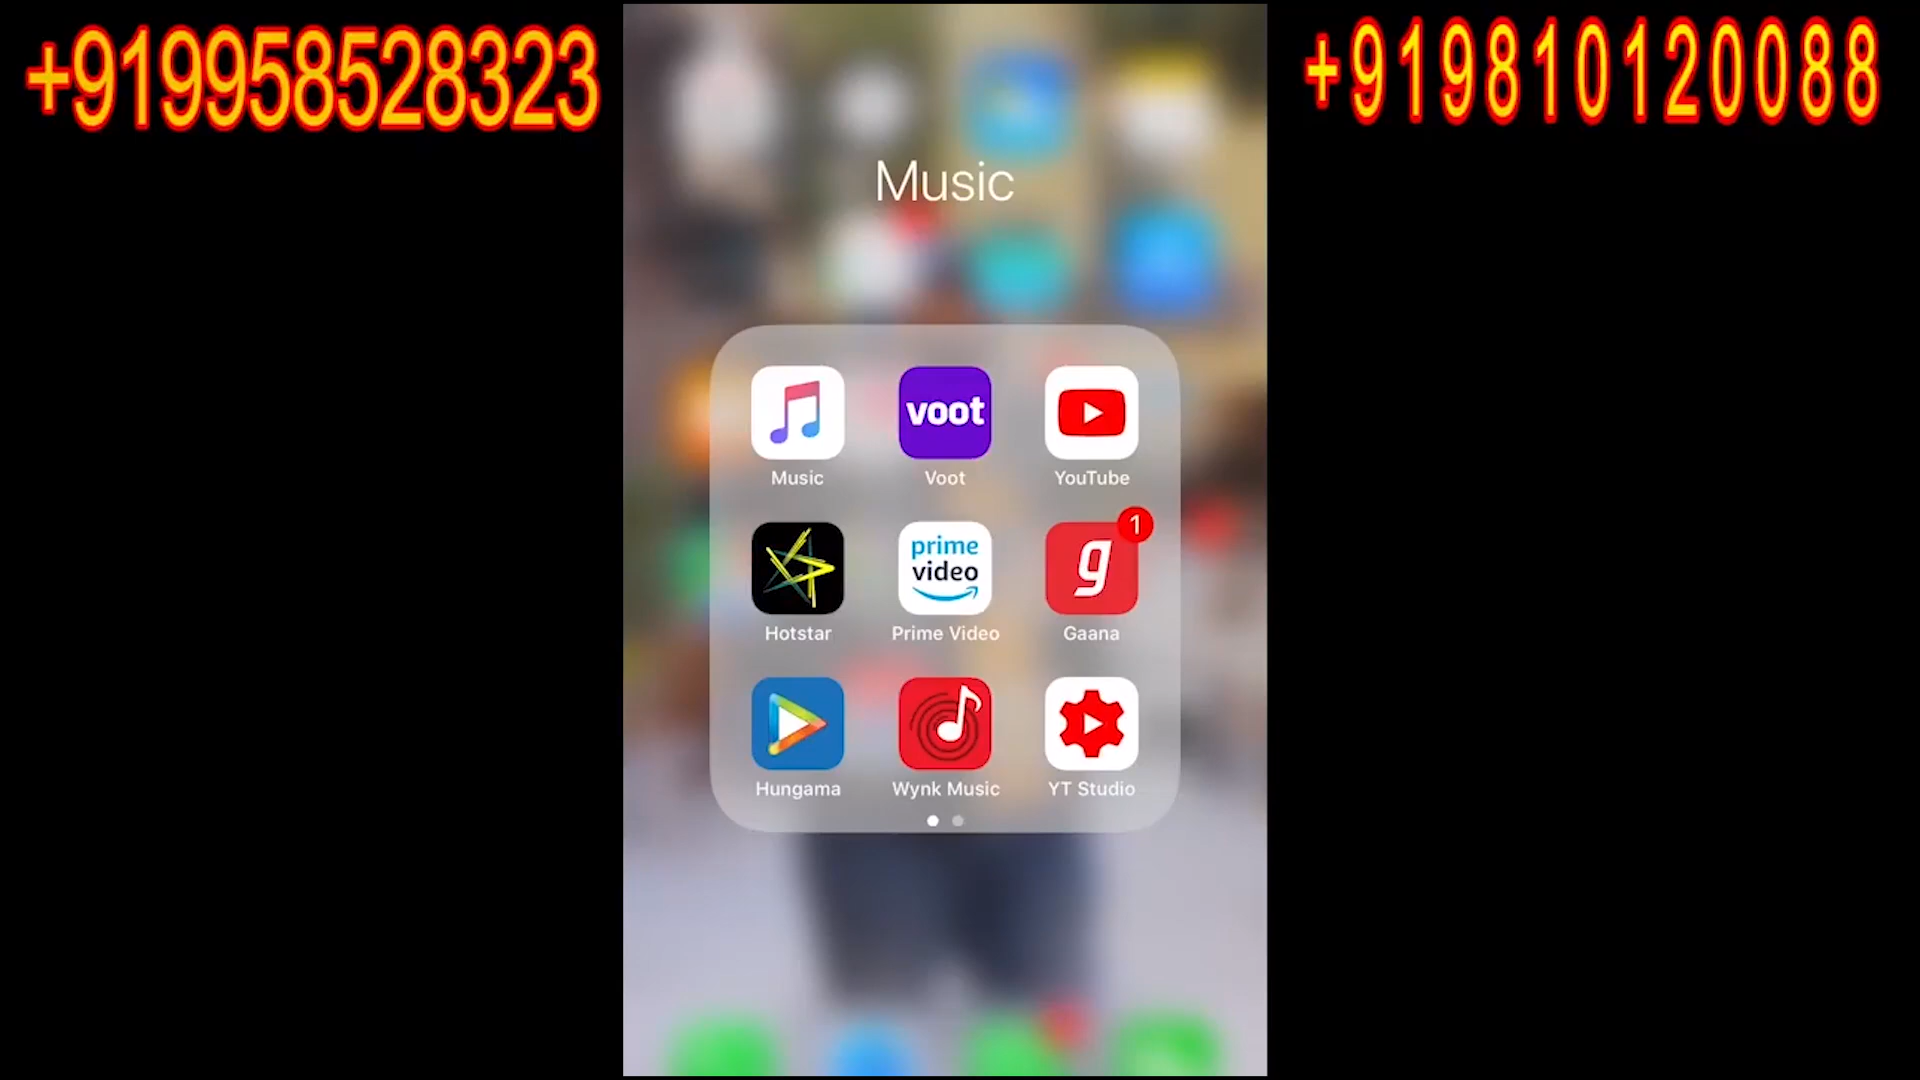 +919958528323
+919810120088
Music
voot
Music
Voot
YouTube
prime
video
g
1
Hotstar
Prime Video
Gaana
Hungama
Wynk Music
YT Studio